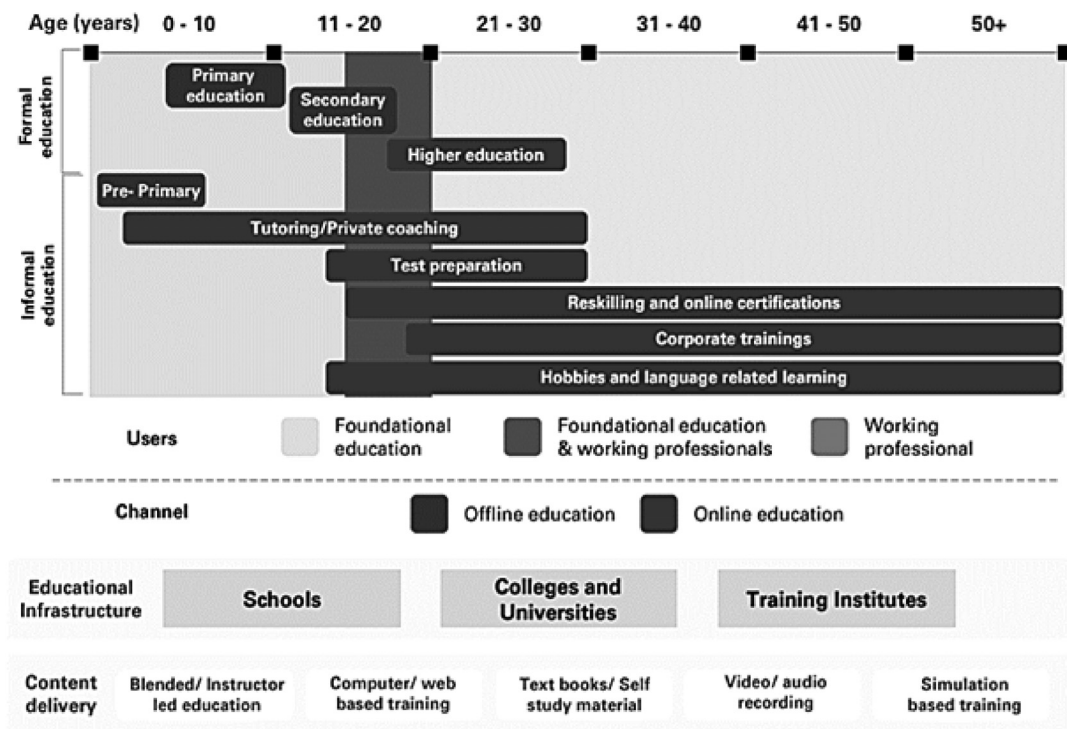 Age (years) 0 - 10 11 - 20 21 - 30 31 - 40 41 - 50 50+
Formal
education
Primary
education
Secondary
education
Higher education
Informal
education
Pre- Primary
Tutoring/Private coaching
Test preparation
Reskilling and online certifications
Corporate trainings
Hobbies and language related learning
Users
Foundational
education
Foundational education
& working professionals
Working
professional
Channel
Offline education
Online education
Educational
Infrastructure
Schools
Colleges and
Universities
Training Institutes
Content
delivery
Blended/ Instructor
led education
Computer/ web
based training
Text books/ Self
study material
Video/ audio
recording
Simulation
based training